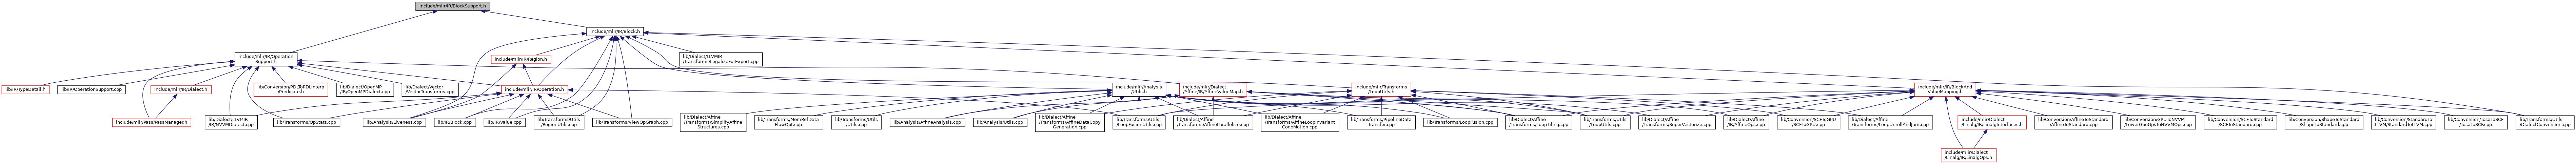 include/mlir/IR/BlockSupport.h
include/mlir/IR/Block.h
include/mlir/IR/Operation
Support.h
include/mlir/IR/Region.h
lib/Dialect/LLVMIR
/Transforms/LegalizeForExport.cpp
lib/IR/TypeDetail.h
lib/IR/OperationSupport.cpp
include/mlir/IR/Dialect.h
lib/Conversion/PDLToPDLInterp
/Predicate.h
lib/Dialect/OpenMP
/IR/OpenMPDialect.cpp
lib/Dialect/Vector
/VectorTransforms.cpp
include/mlir/IR/Operation.h
include/mlir/Analysis
/Utils.h
include/mlir/Dialect
/Affine/IR/AffineValueMap.h
include/mlir/Transforms
/LoopUtils.h
include/mlir/IR/BlockAnd
ValueMapping.h
include/mlir/Pass/PassManager.h
lib/Dialect/LLVMIR
/IR/NVVMDialect.cpp
lib/Transforms/OpStats.cpp
lib/Analysis/Liveness.cpp
lib/IR/Block.cpp
lib/IR/Value.cpp
lib/Transforms/Utils
/RegionUtils.cpp
lib/Transforms/ViewOpGraph.cpp
lib/Dialect/Affine
/Transforms/SimplifyAffine
Structures.cpp
lib/Transforms/MemRefData
FlowOpt.cpp
lib/Transforms/Utils
/Utils.cpp
lib/Analysis/AffineAnalysis.cpp
lib/Analysis/Utils.cpp
lib/Dialect/Affine
/Transforms/AffineDataCopy
Generation.cpp
lib/Transforms/Utils
/LoopFusionUtils.cpp
lib/Dialect/Affine
/Transforms/AffineParallelize.cpp
lib/Dialect/Affine
/Transforms/AffineLoopInvariant
CodeMotion.cpp
lib/Transforms/PipelineData
Transfer.cpp
lib/Transforms/LoopFusion.cpp
lib/Dialect/Affine
/Transforms/LoopTiling.cpp
lib/Transforms/Utils
/LoopUtils.cpp
lib/Dialect/Affine
/Transforms/SuperVectorize.cpp
lib/Dialect/Affine
/IR/AffineOps.cpp
lib/Conversion/SCFToGPU
/SCFToGPU.cpp
lib/Dialect/Affine
/Transforms/LoopUnrollAndJam.cpp
include/mlir/Dialect
/Linalg/IR/LinalgInterfaces.h
lib/Conversion/AffineToStandard
/AffineToStandard.cpp
lib/Conversion/GPUToNVVM
/LowerGpuOpsToNVVMOps.cpp
lib/Conversion/SCFToStandard
/SCFToStandard.cpp
lib/Conversion/ShapeToStandard
/ShapeToStandard.cpp
lib/Conversion/StandardTo
LLVM/StandardToLLVM.cpp
lib/Conversion/TosaToSCF
/TosaToSCF.cpp
lib/Transforms/Utils
/DialectConversion.cpp
include/mlir/Dialect
/Linalg/IR/LinalgOps.h